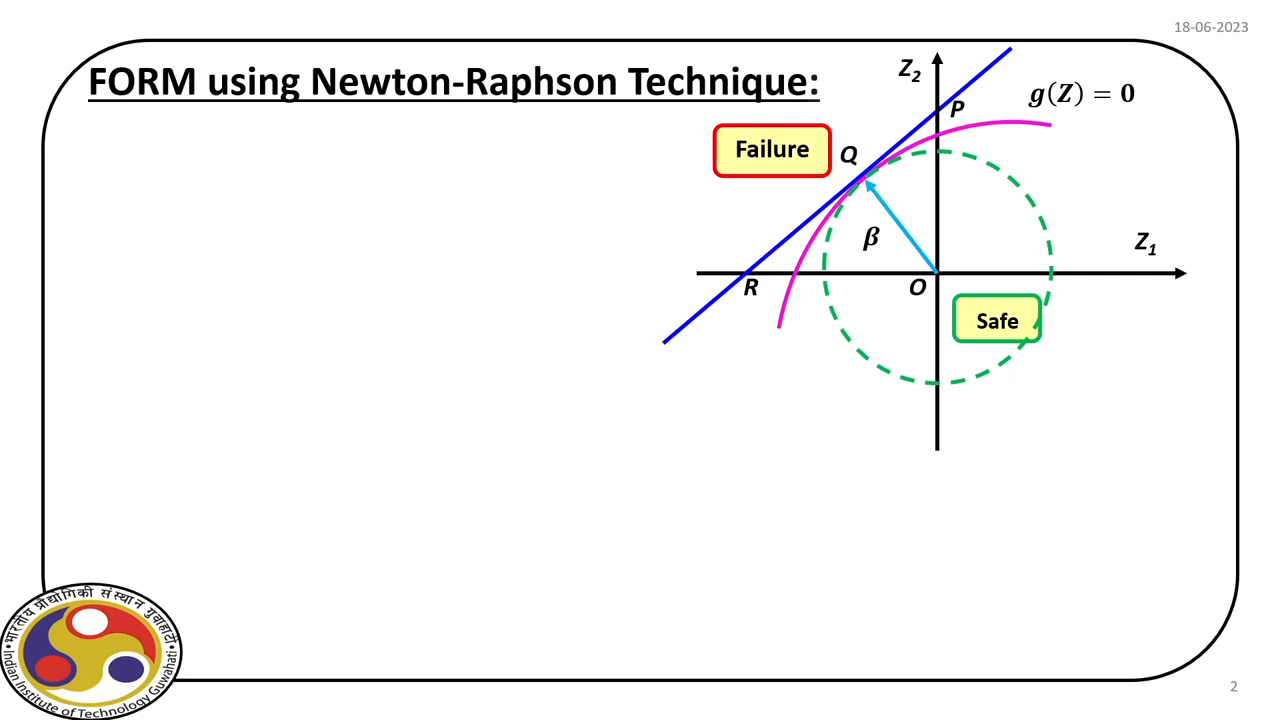 18-06-2023
FORM using Newton-Raphson Technique:
Z2
P
g(Z) = 0
Failure
Q
β
Z1
R
O
Safe
भारतीय प्रौद्योगिकी संस्थान गुवाहाटी
Indian Institute of Technology Guwahati
2